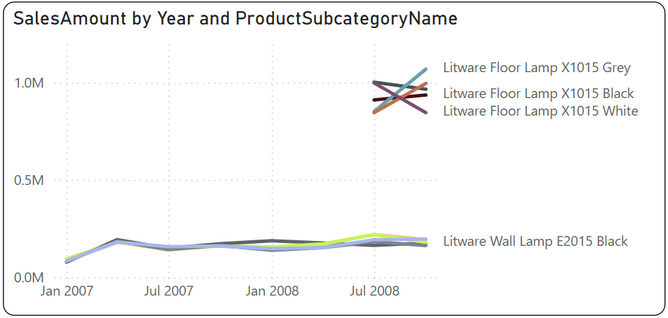 SalesAmount by Year and ProductSubcategoryName
1.0M
0.5M
0.0M
Jan 2007
Jul 2007
Jan 2008
Jul 2008
Litware Floor Lamp X1015 Grey
Litware Floor Lamp X1015 Black
Litware Floor Lamp X1015 White
Litware Wall Lamp E2015 Black